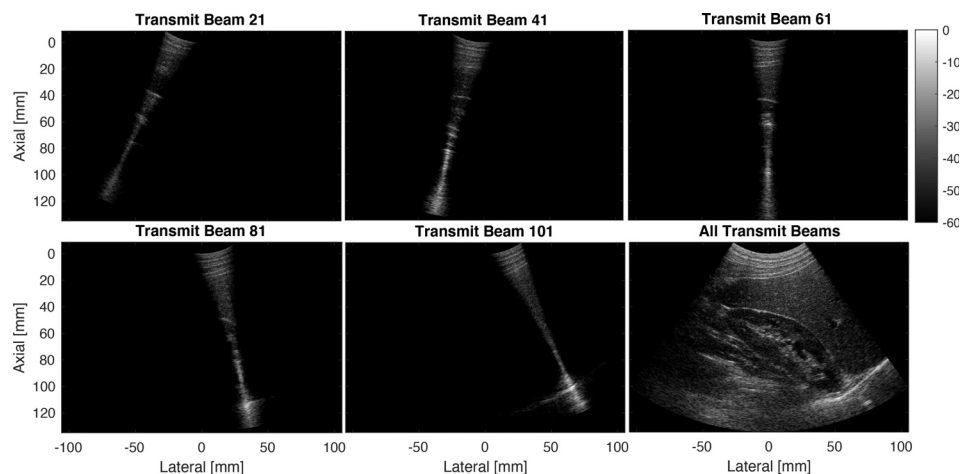 Transmit Beam 21 Transmit Beam 41 Transmit Beam 61
0 0
20 -10
40 -20
60 -30
80 -40
100 -50
120 -60
Axial [mm]
Transmit Beam 81 Transmit Beam 101 All Transmit Beams
0
20
40
60
80
100
120
Axial [mm]
-100 -50 0 50 100 -50 0 50 100 -50 0 50 100
Lateral [mm] Lateral [mm] Lateral [mm]